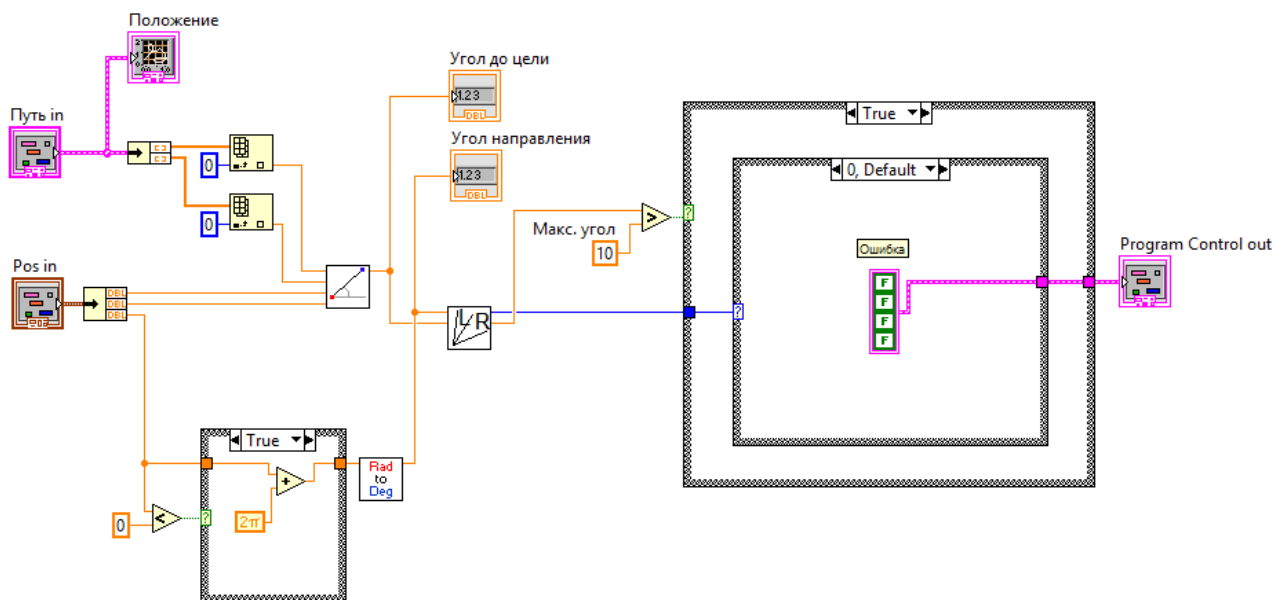 Положение
Путь in
0
0
Pos in
DBL
DBL
DBL
Угол до цели
1.23
DBL
Угол направления
1.23
DBL
Макс. угол
10
>
L R
True
0, Default
Ошибка
F
F
F
F
Program Control out
True
+
2π
0
<
Rad
to
Deg
?
?
?